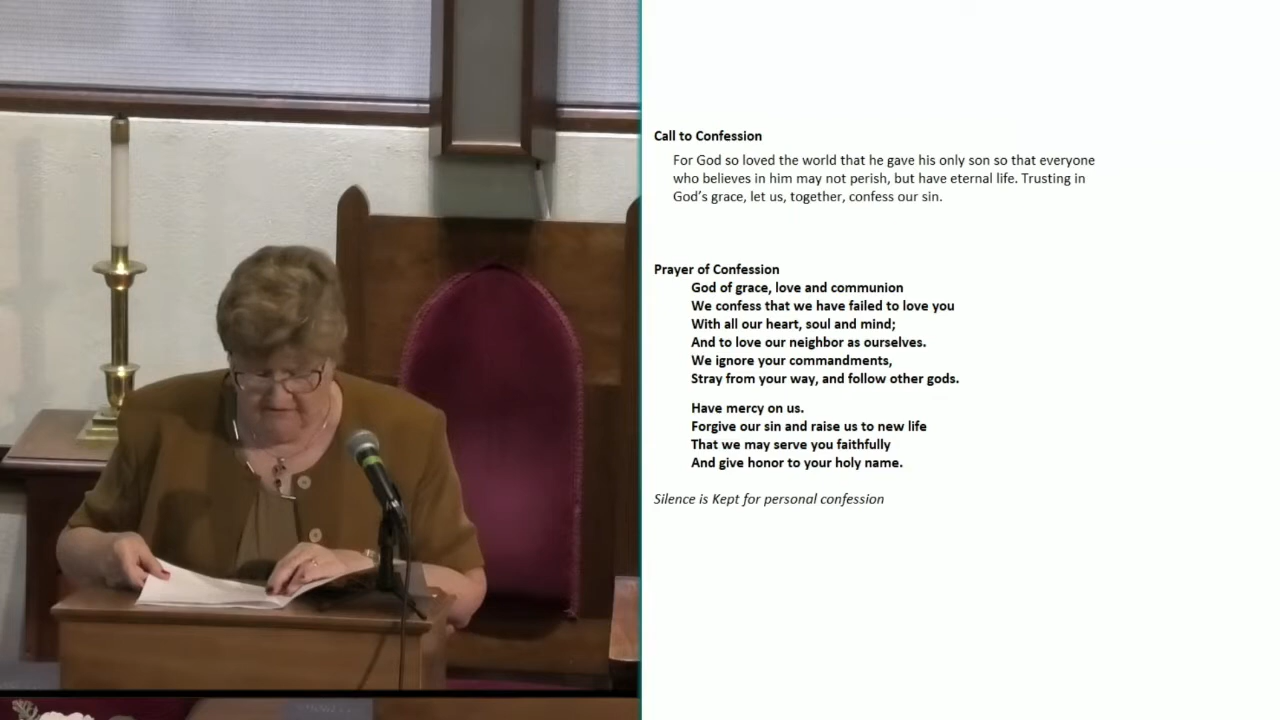 Call to Confession
For God so loved the world that he gave his only son so that everyone
who believes in him may not perish, but have eternal life. Trusting in
God's grace, let us, together, confess our sin.
Prayer of Confession
God of grace, love and communion
We confess that we have failed to love you
With all our heart, soul and mind;
And to love our neighbor as ourselves.
We ignore your commandments,
Stray from your way, and follow other gods.
Have mercy on us.
Forgive our sin and raise us to new life
That we may serve you faithfully
And give honor to your holy name.
Silence is Kept for personal confession